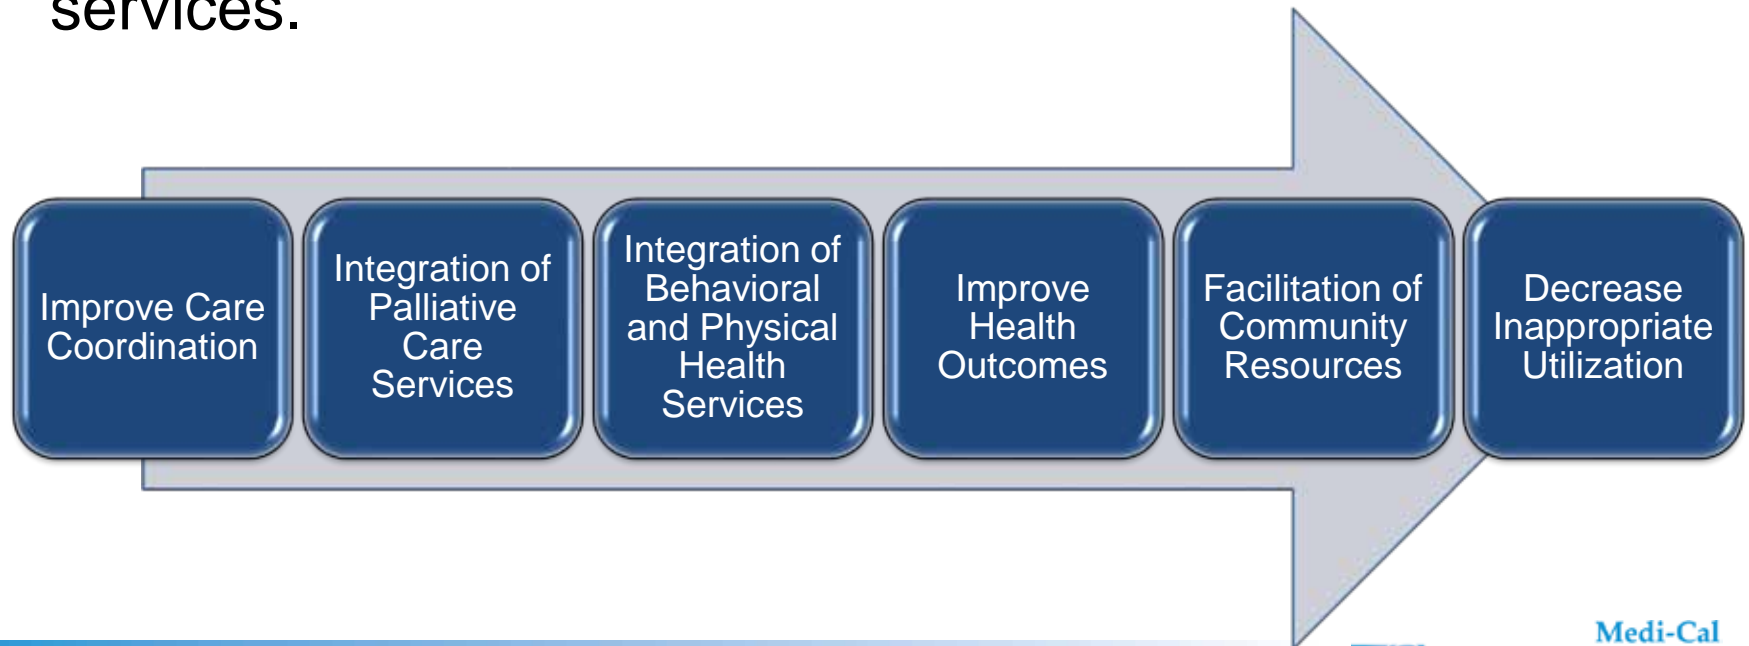 services.
Improve Care
Coordination
Integration of
Palliative
Care
Services
Integration of
Behavioral
and Physical
Health
Services
Improve
Health
Outcomes
Facilitation of
Community
Resources
Decrease
Inappropriate
Utilization
Medi-Cal